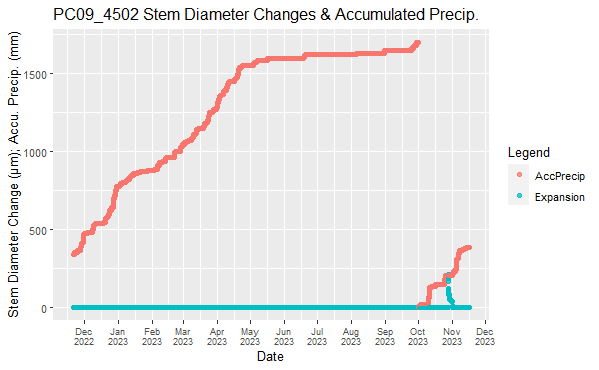 PC09_4502 Stem Diameter Changes & Accumulated Precip.
Stem Diameter Change (µm); Accu. Precip. (mm)
1500
1000
500
0
Dec Jan Feb Mar Apr May Jun Jul Aug Sep Oct Nov Dec
2022 2023 2023 2023 2023 2023 2023 2023 2023 2023 2023 2023 2023
Date
Legend
AccPrecip
Expansion